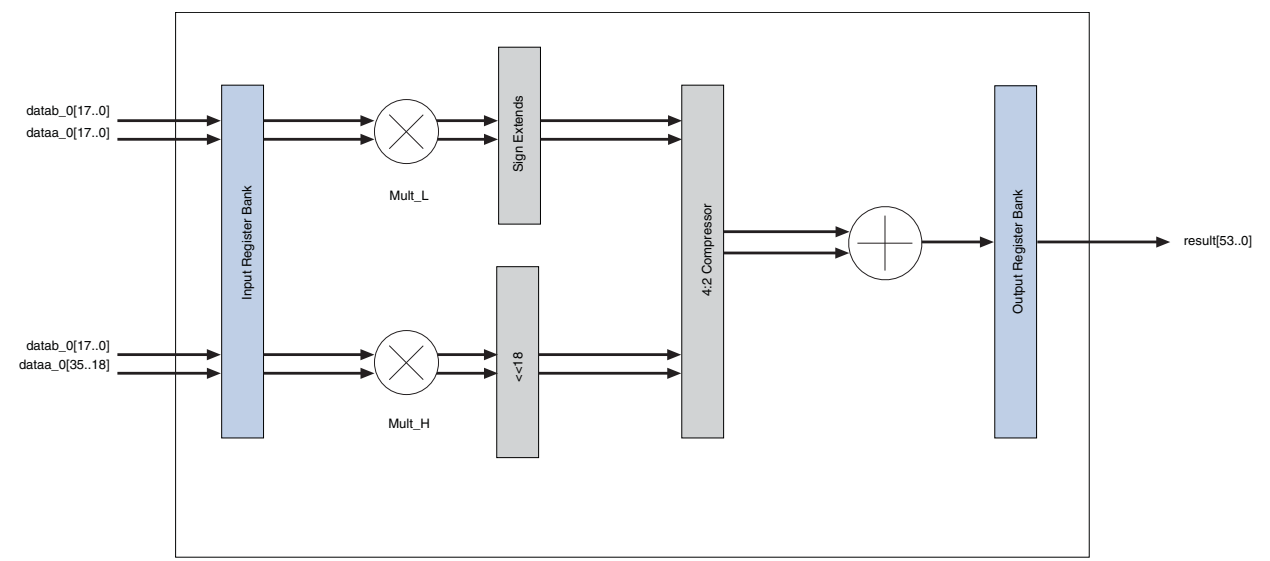 datab_0[17..0]
dataa_0[17..0]
Input Register Bank
Mult_L
Sign Extends
datab_0[17..0]
dataa_0[35..18]
Mult_H
<<18
4:2 Compressor
Output Register Bank
result[53..0]